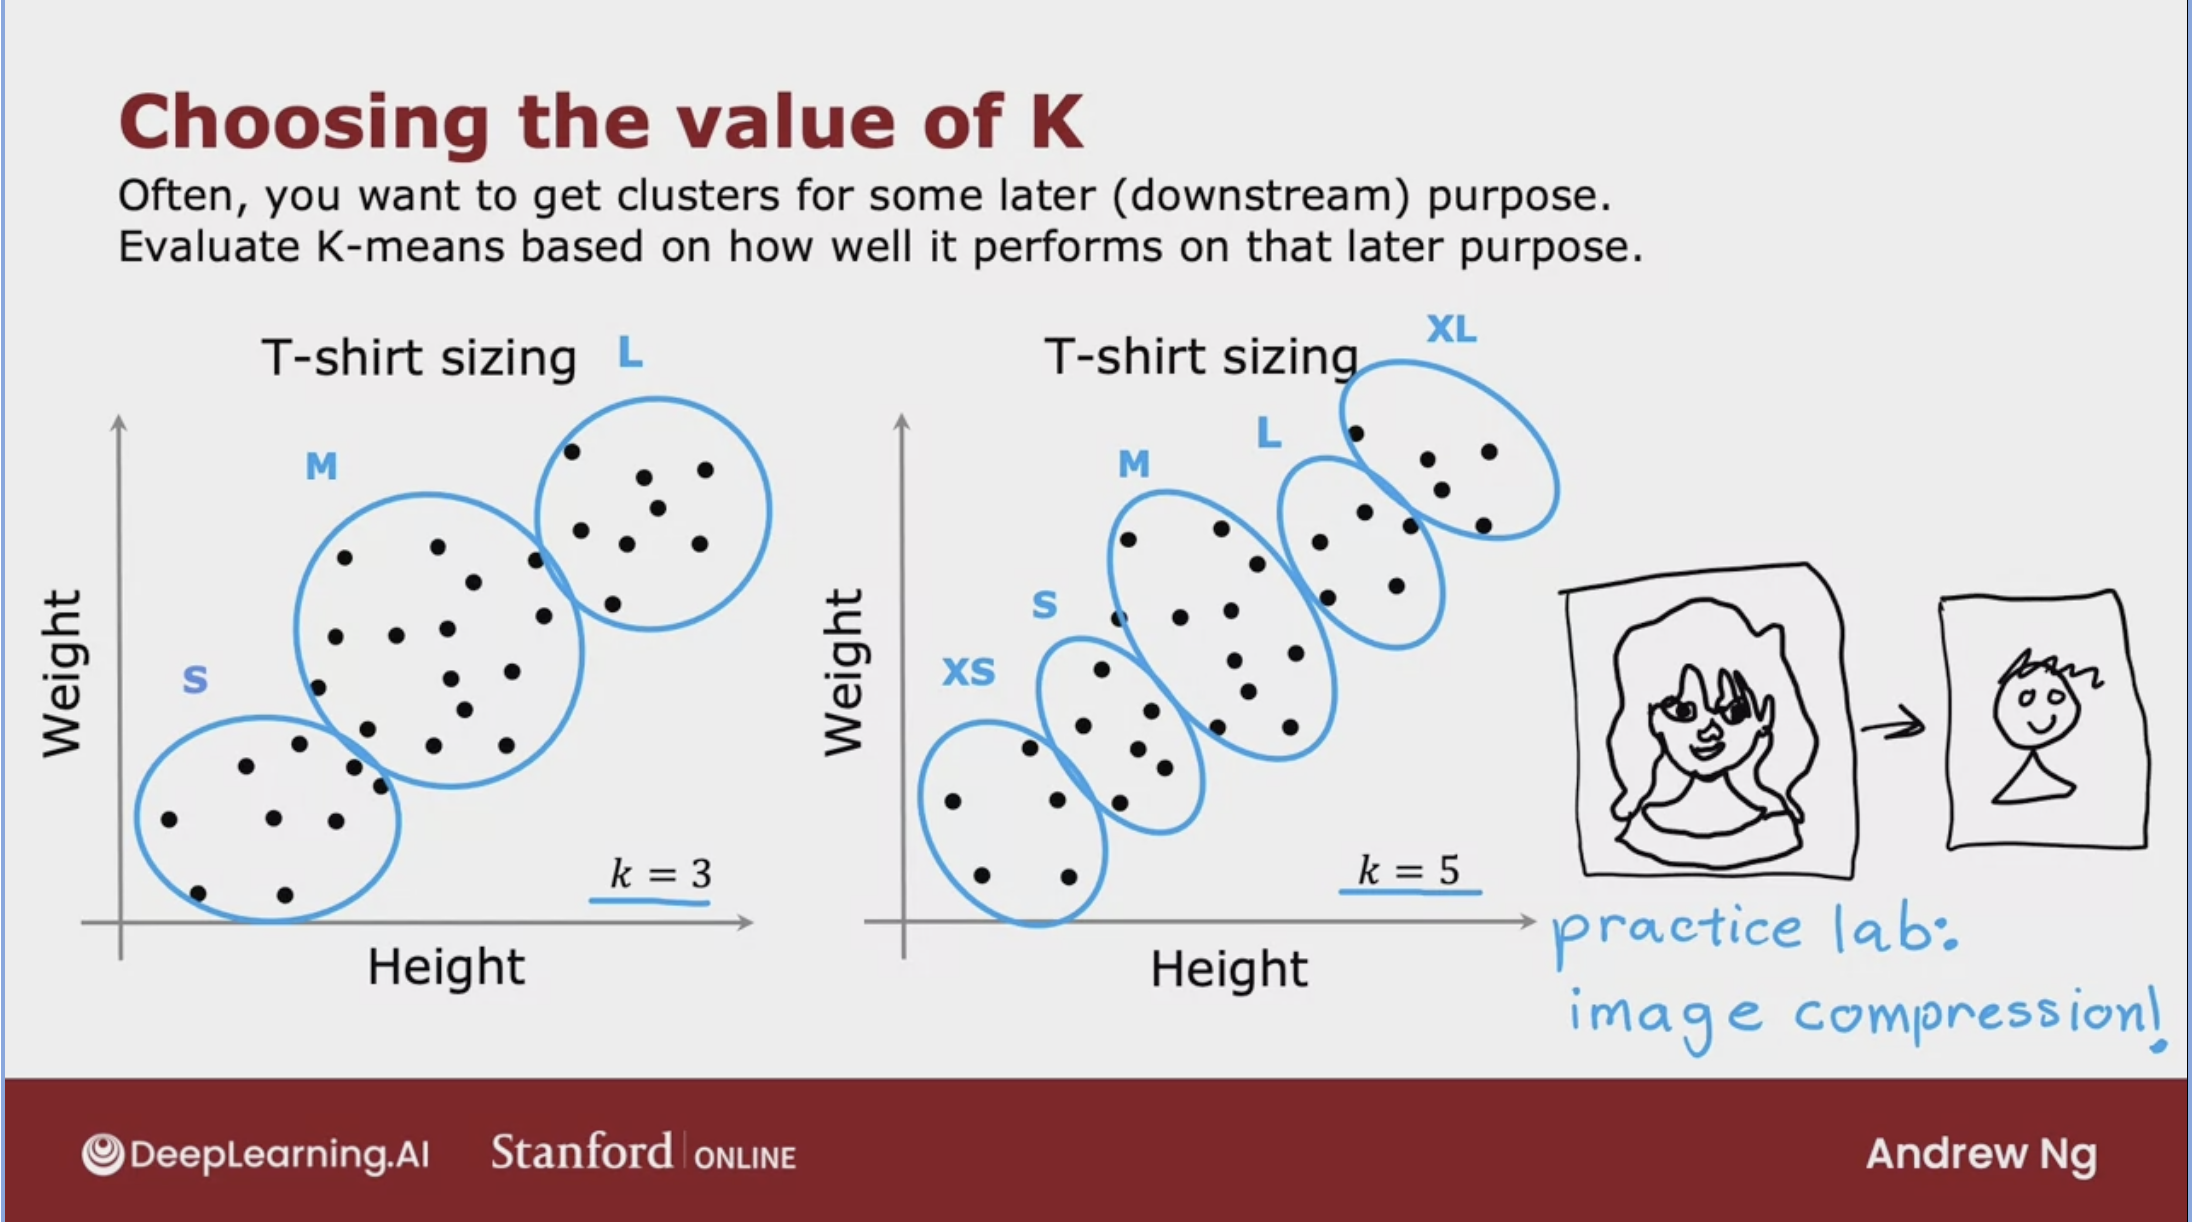 Choosing the value of K
Often, you want to get clusters for some later (downstream) purpose.
Evaluate K-means based on how well it performs on that later purpose.
T-shirt sizing
L
M
S
Weight
k = 3
Height
T-shirt sizing
XL
L
M
S
XS
Weight
k = 5
Height
practice lab:
image compression!
DeepLearning.AI
Stanford | ONLINE
Andrew Ng